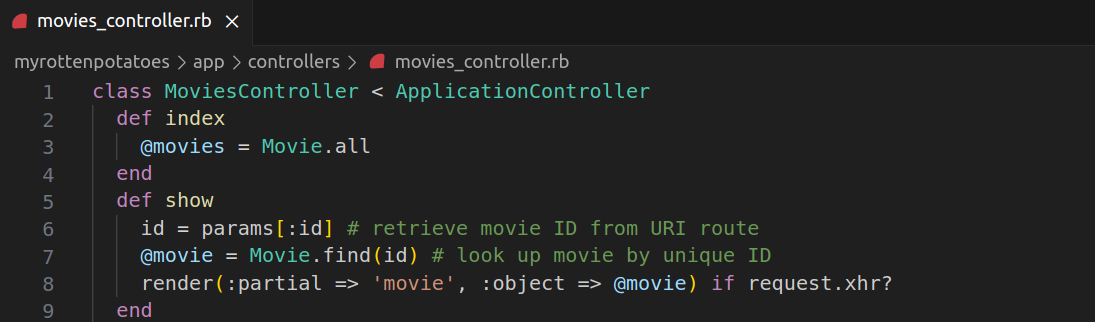 movies_controller.rb ×
myrottenpotatoes > app > controllers > movies_controller.rb
1 class MoviesController < ApplicationController
2   def index
3     @movies = Movie.all
4   end
5   def show
6     id = params[:id] # retrieve movie ID from URI route
7     @movie = Movie.find(id) # look up movie by unique ID
8     render(:partial => 'movie', :object => @movie) if request.xhr?
9   end